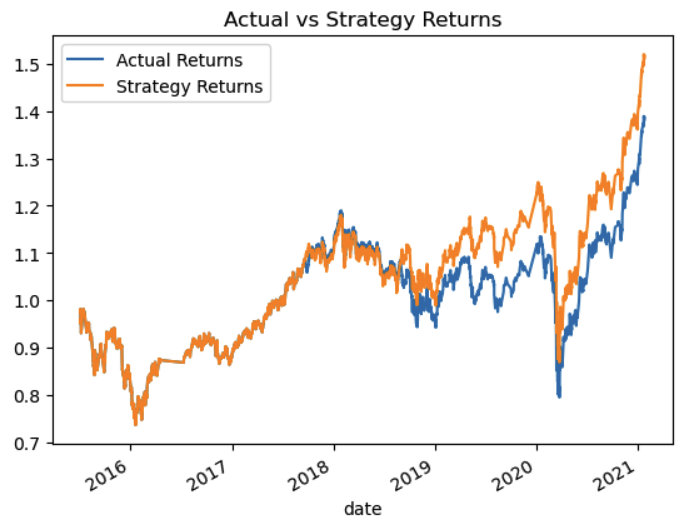 Actual vs Strategy Returns
Actual Returns
Strategy Returns
1.5
1.4
1.3
1.2
1.1
1.0
0.9
0.8
0.7
2016 2017 2018 2019 2020 2021
date